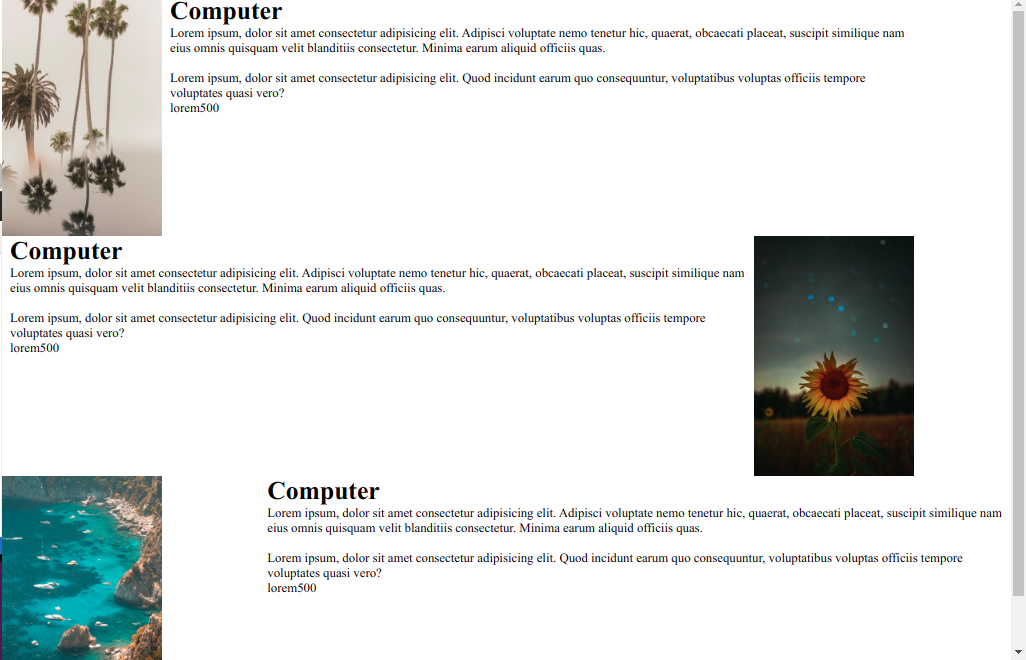 Computer
Lorem ipsum, dolor sit amet consectetur adipisicing elit. Adipisci voluptate nemo tenetur hic, quaerat, obcaecati placeat, suscipit similique nam
eius omnis quisquam velit blanditiis consectetur. Minima earum aliquid officiis quas.
Lorem ipsum, dolor sit amet consectetur adipisicing elit. Quod incidunt earum quo consequuntur, voluptatibus voluptas officiis tempore
voluptates quasi vero?
lorem500
Computer
Lorem ipsum, dolor sit amet consectetur adipisicing elit. Adipisci voluptate nemo tenetur hic, quaerat, obcaecati placeat, suscipit similique nam
eius omnis quisquam velit blanditiis consectetur. Minima earum aliquid officiis quas.
Lorem ipsum, dolor sit amet consectetur adipisicing elit. Quod incidunt earum quo consequuntur, voluptatibus voluptas officiis tempore
voluptates quasi vero?
lorem500
Computer
Lorem ipsum, dolor sit amet consectetur adipisicing elit. Adipisci voluptate nemo tenetur hic, quaerat, obcaecati placeat, suscipit similique nam
eius omnis quisquam velit blanditiis consectetur. Minima earum aliquid officiis quas.
Lorem ipsum, dolor sit amet consectetur adipisicing elit. Quod incidunt earum quo consequuntur, voluptatibus voluptas officiis tempore
voluptates quasi vero?
lorem500